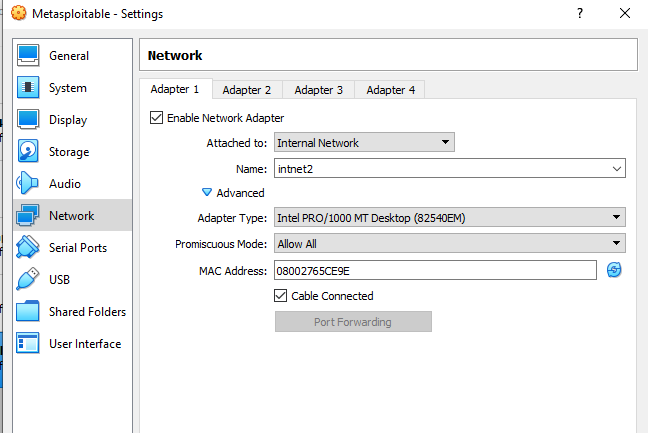 Metasploitable - Settings
?
General
System
Display
Storage
Audio
Network
Serial Ports
USB
Shared Folders
User Interface
Network
Adapter 1 Adapter 2 Adapter 3 Adapter 4
Enable Network Adapter
Attached to: Internal Network
Name: intnet2
Advanced
Adapter Type: Intel PRO/1000 MT Desktop (82540EM)
Promiscuous Mode: Allow All
MAC Address: 08002765CE9E
Cable Connected
Port Forwarding